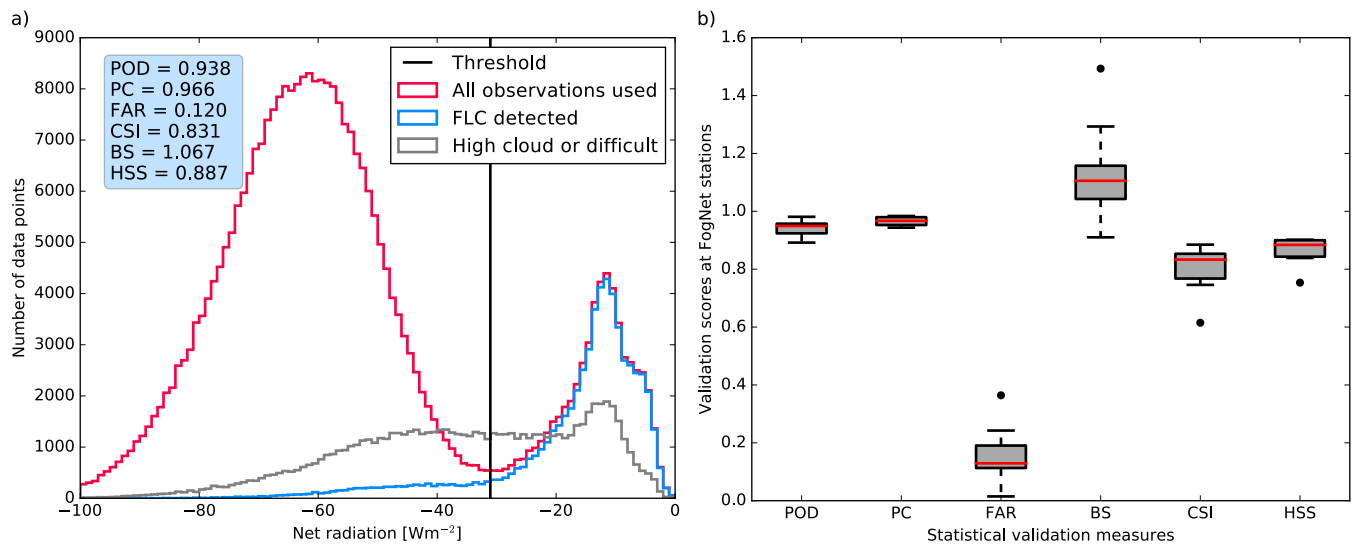 a)
9000
8000
7000
6000
5000
4000
3000
2000
1000
0
Number of data points
POD = 0.938
PC = 0.966
FAR = 0.120
CSI = 0.831
BS = 1.067
HSS = 0.887
Threshold
All observations used
FLC detected
High cloud or difficult
−100
−80
−60
−40
−20
0
Net radiation [Wm⁻²]
b)
1.6
1.4
1.2
1.0
0.8
0.6
0.4
0.2
0.0
Validation scores at FogNet stations
POD
PC
FAR
BS
CSI
HSS
Statistical validation measures